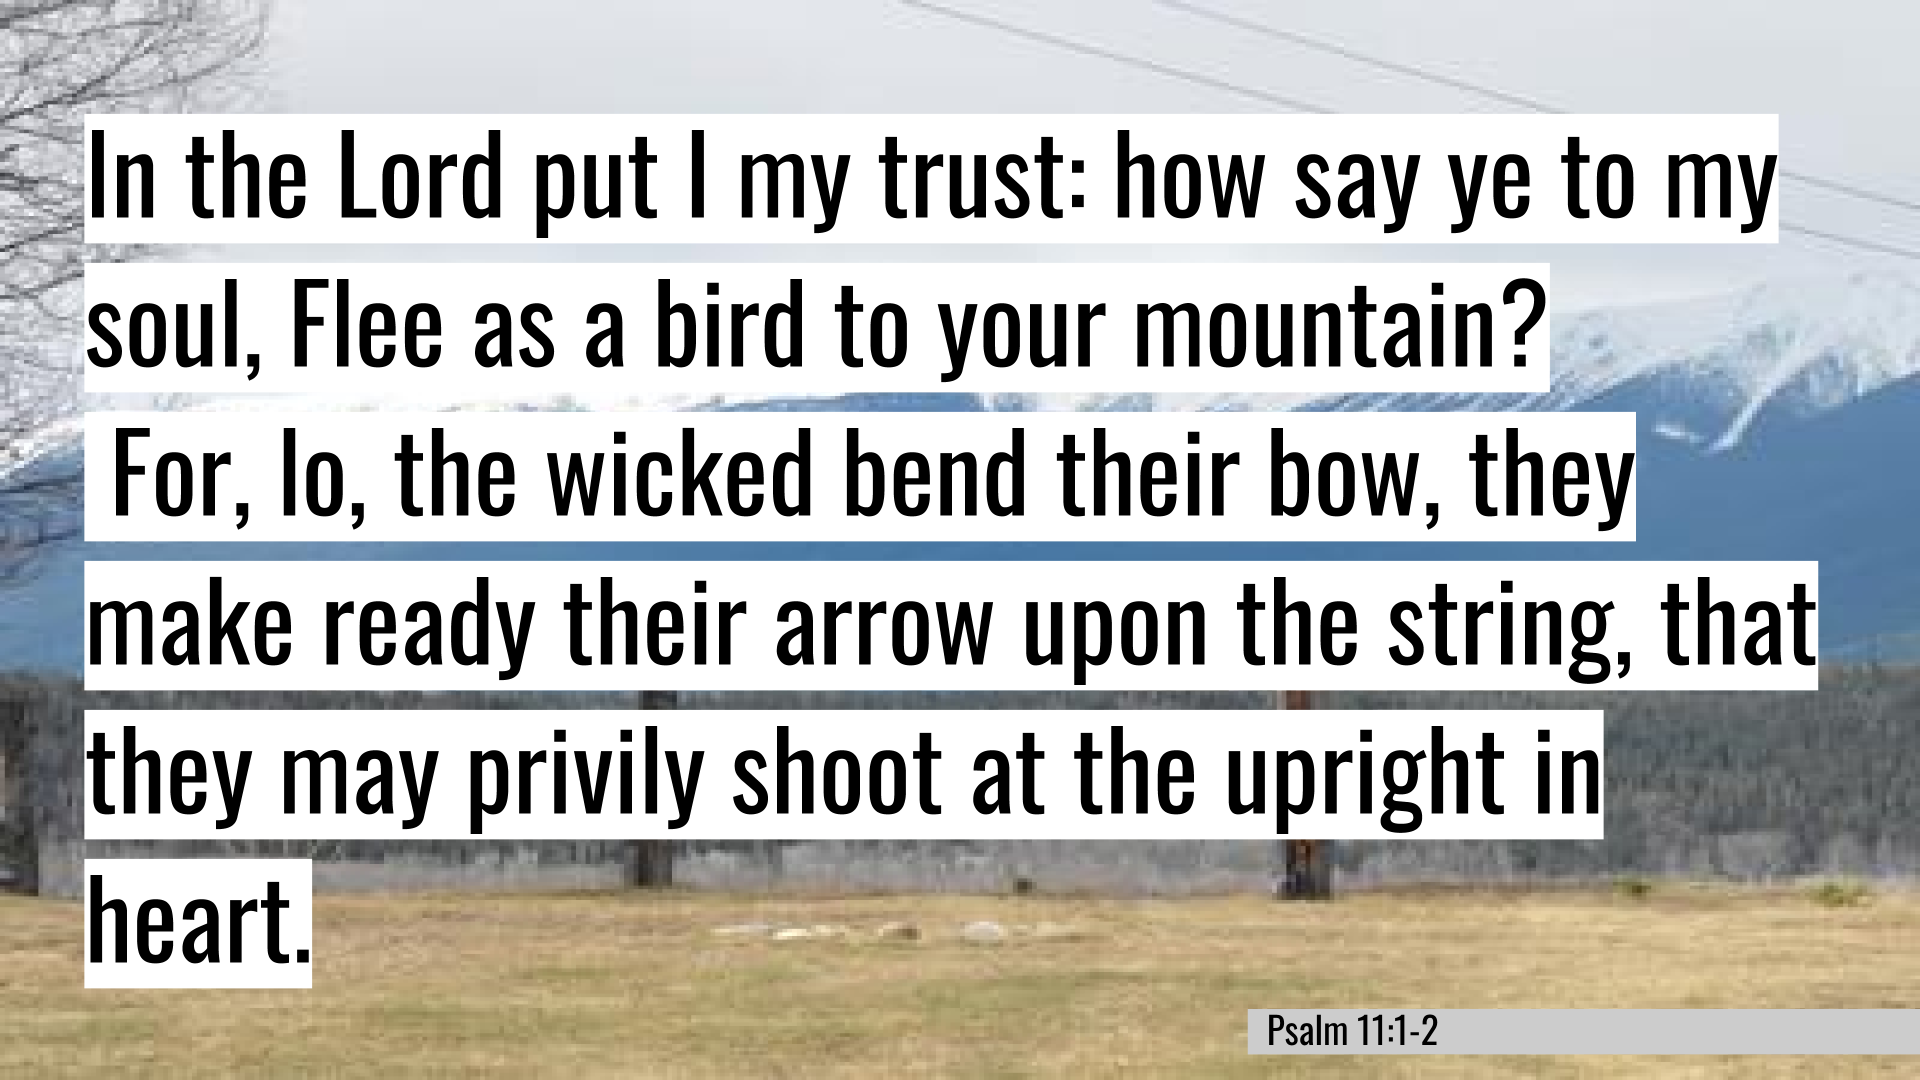 In the Lord put I my trust: how say ye to my
soul, Flee as a bird to your mountain?
For, lo, the wicked bend their bow, they
make ready their arrow upon the string, that
they may privily shoot at the upright in
heart.
Psalm 11:1-2